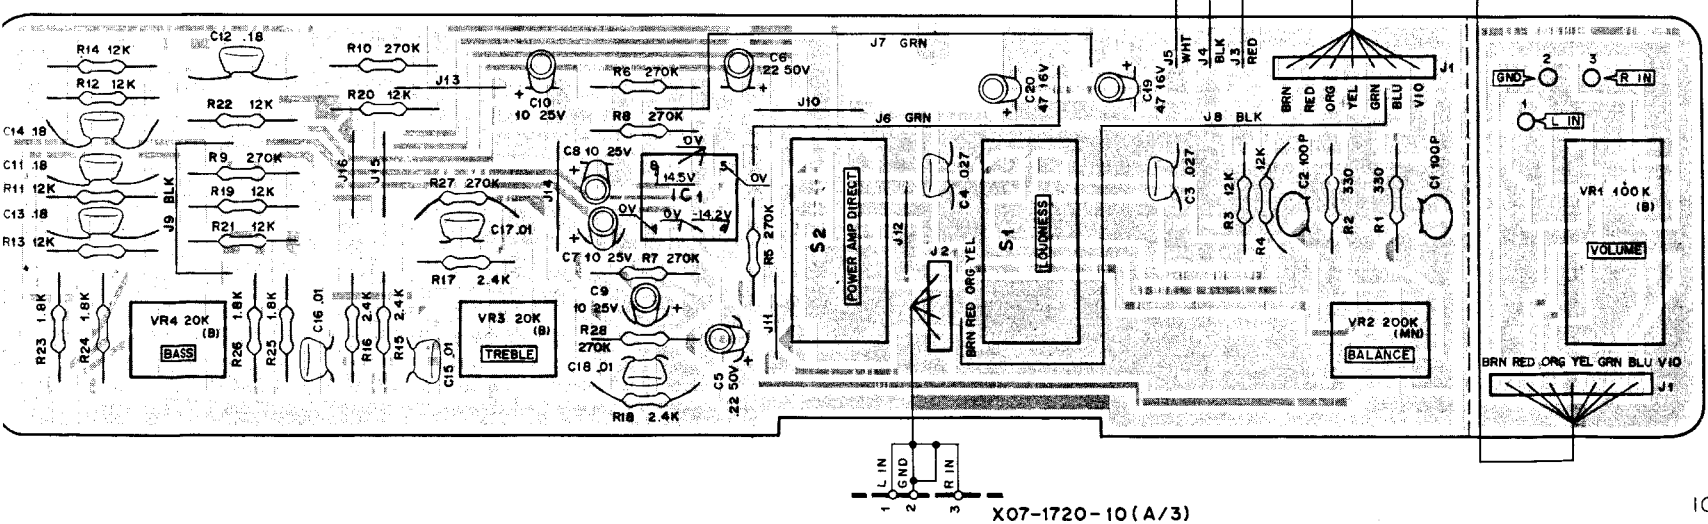 R14 12K
R12 12K
C14 .18
C11 .18
R11 12K
C13 .18
R13 12K
C12 .18
R22 12K
J9 BLK
R9 270K
R19 12K
R21 12K
R10 270K
J13
R20 12K
J16
J15
R27 270K
C17 .01
R17 2.4K
C10
10 25V
J14
R6 270K
R8 270K
C8 10 25V
C7 10 25V
R7 270K
0V
8
5
14.5V
IC1
0V
0V
0V
-14.2V
4
C6
.22 50V
J7 GRN
J10
J6 GRN
R5 270K
S2
POWER AMP DIRECT
J12
C4 .027
C20
47 16V
C19
47 16V
S1
LOUDNESS
J2
BRN RED ORG YEL
J5
WHT
J4
BLK
J3
RED
J1
BRN
RED
ORG
YEL
GRN
BLU
VIO
J8 BLK
C3 .027
R3
12K
R4
12K
C2 100P
330
R2
330
R1
C1 100P
VR2 200K
(MN)
BALANCE
GND
2
3
R IN
L IN
VR1 100K
(B)
VOLUME
BRN RED ORG YEL GRN BLU VIO
J1
R23 1.8K
R24 1.8K
VR4 20K
(B)
BASS
R26 1.8K
R25 1.8K
C16 .01
R16 2.4K
R15 2.4K
C15 .01
VR3 20K
(B)
TREBLE
C9
10 25V
R28
270K
C18 .01
R18 2.4K
C5
.22 50V
J11
L IN
GND
R IN
1
2
3
X07-1720-10 (A/3)